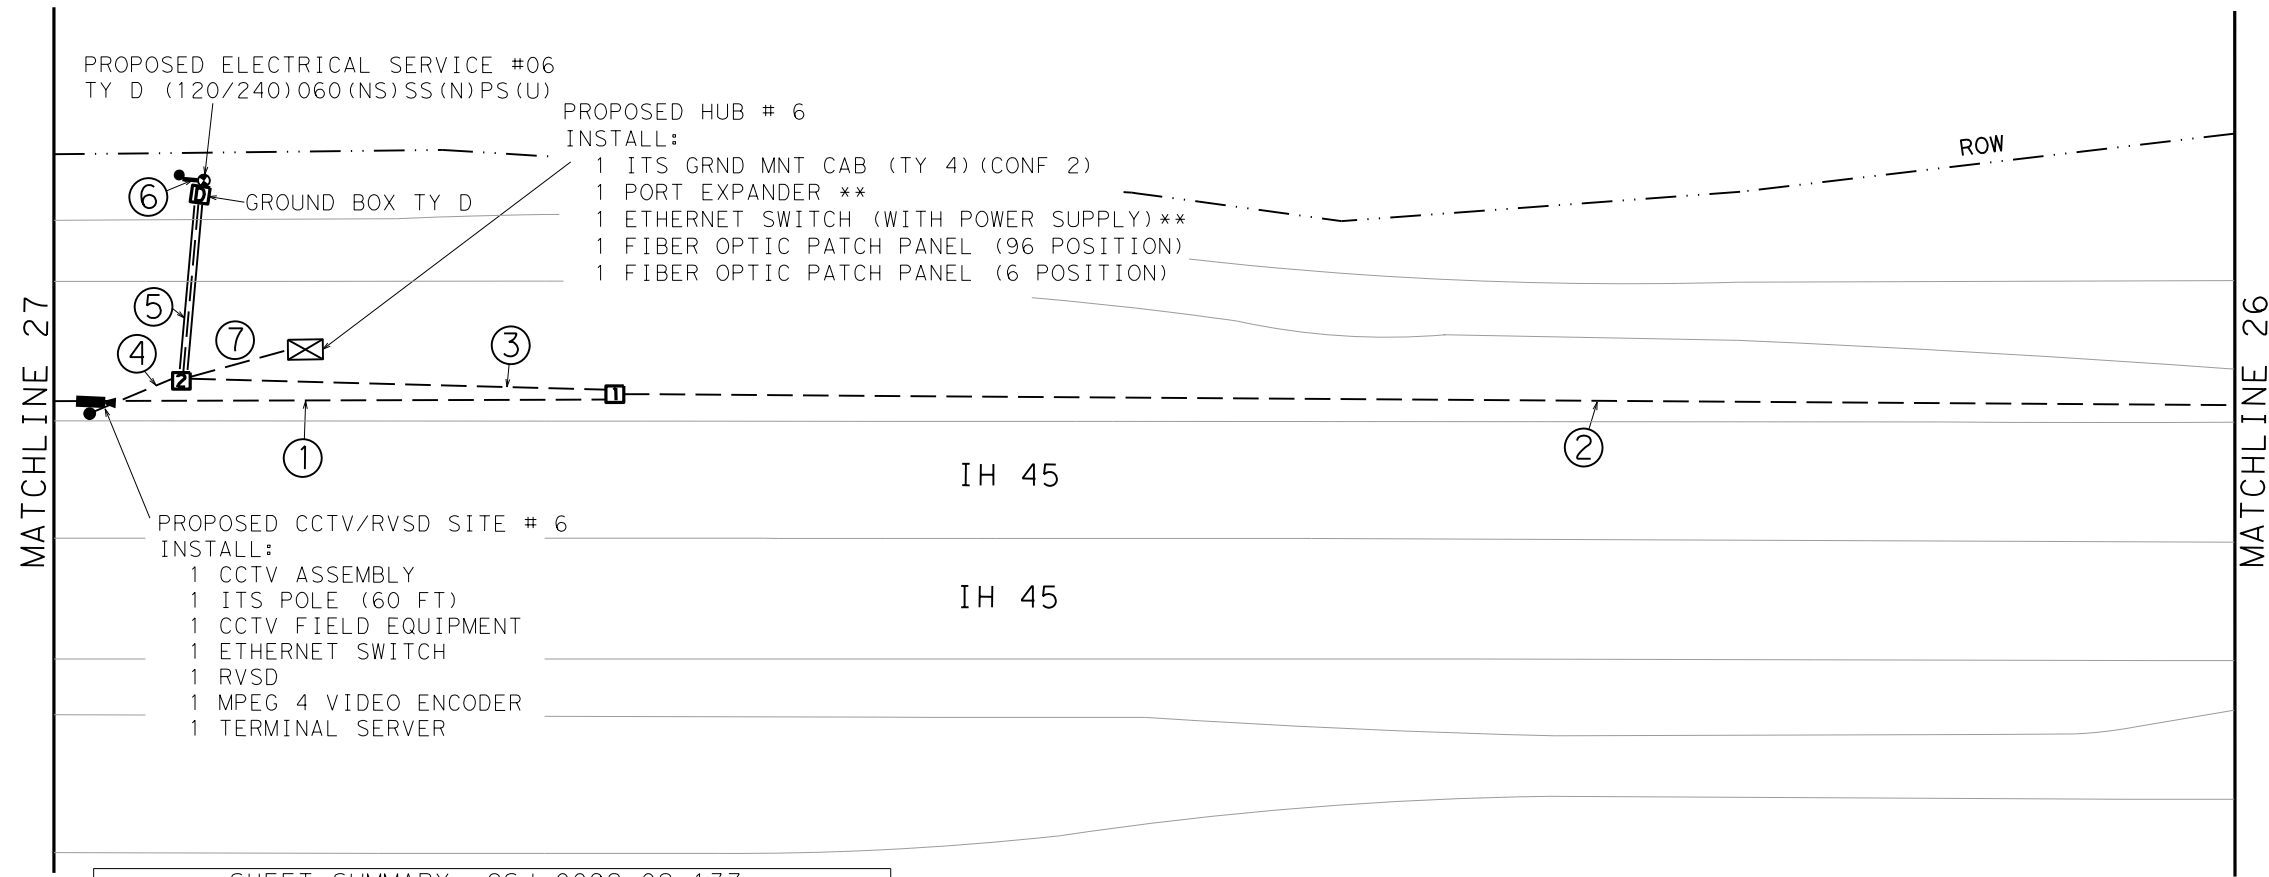 PROPOSED ELECTRICAL SERVICE #06
TY D (120/240)060(NS)SS(N)PS(U)
PROPOSED HUB # 6
INSTALL:
1 ITS GRND MNT CAB (TY 4)(CONF 2)
1 PORT EXPANDER **
1 ETHERNET SWITCH (WITH POWER SUPPLY)**
1 FIBER OPTIC PATCH PANEL (96 POSITION)
1 FIBER OPTIC PATCH PANEL (6 POSITION)
ROW
6
D
GROUND BOX TY D
5
4
7
3
2
1
1
2
MATCHLINE 27
MATCHLINE 26
IH 45
IH 45
PROPOSED CCTV/RVSD SITE # 6
INSTALL:
1 CCTV ASSEMBLY
1 ITS POLE (60 FT)
1 CCTV FIELD EQUIPMENT
1 ETHERNET SWITCH
1 RVSD
1 MPEG 4 VIDEO ENCODER
1 TERMINAL SERVER
SHEET SUMMARY